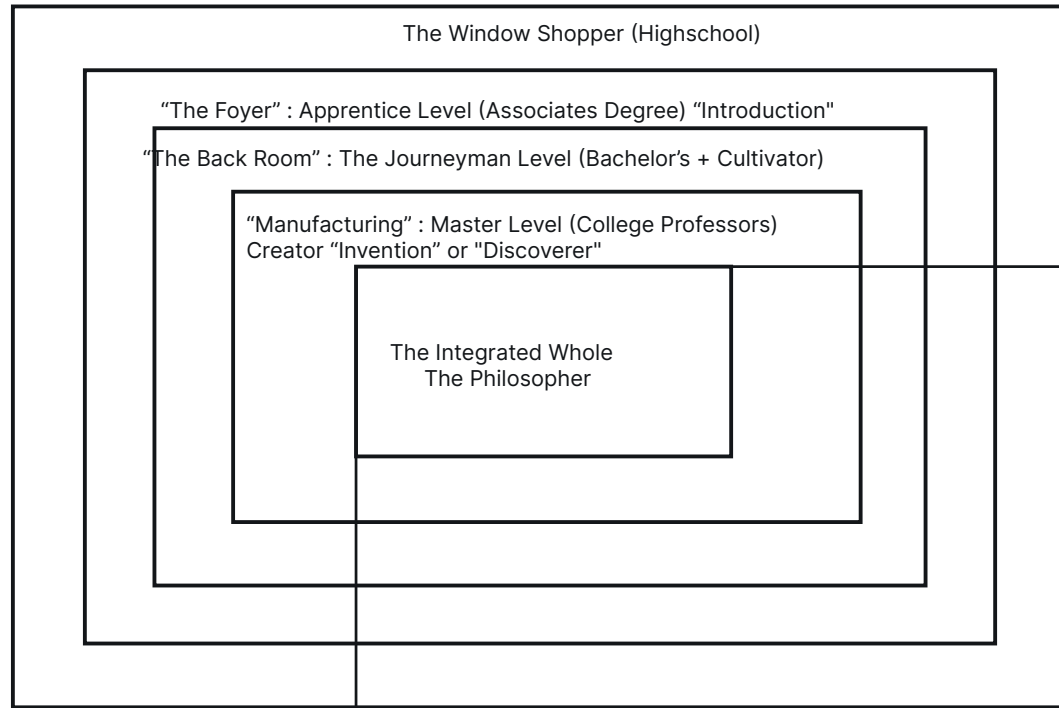 The Window Shopper (Highschool)
“The Foyer” : Apprentice Level (Associates Degree) “Introduction"
“The Back Room” : The Journeyman Level (Bachelor’s + Cultivator)
“Manufacturing” : Master Level (College Professors)
Creator “Invention” or "Discoverer"
The Integrated Whole
The Philosopher